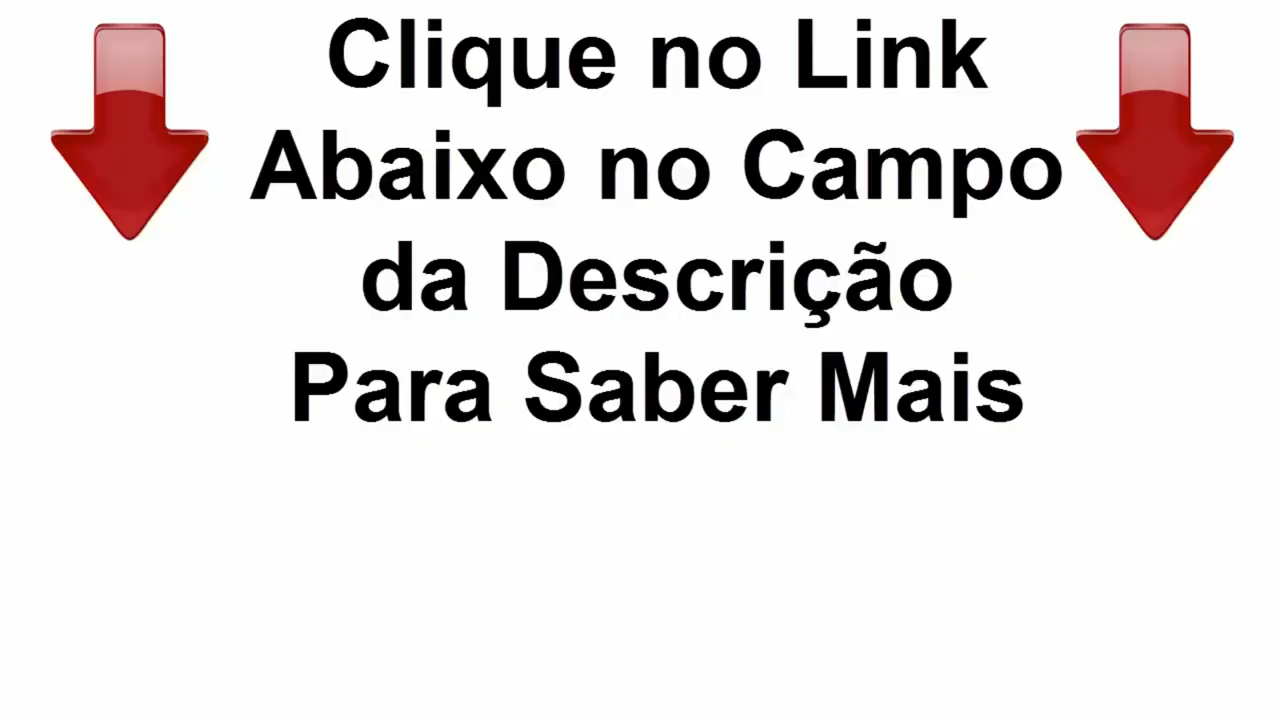 Clique no Link
Abaixo no Campo
da Descrição
Para Saber Mais